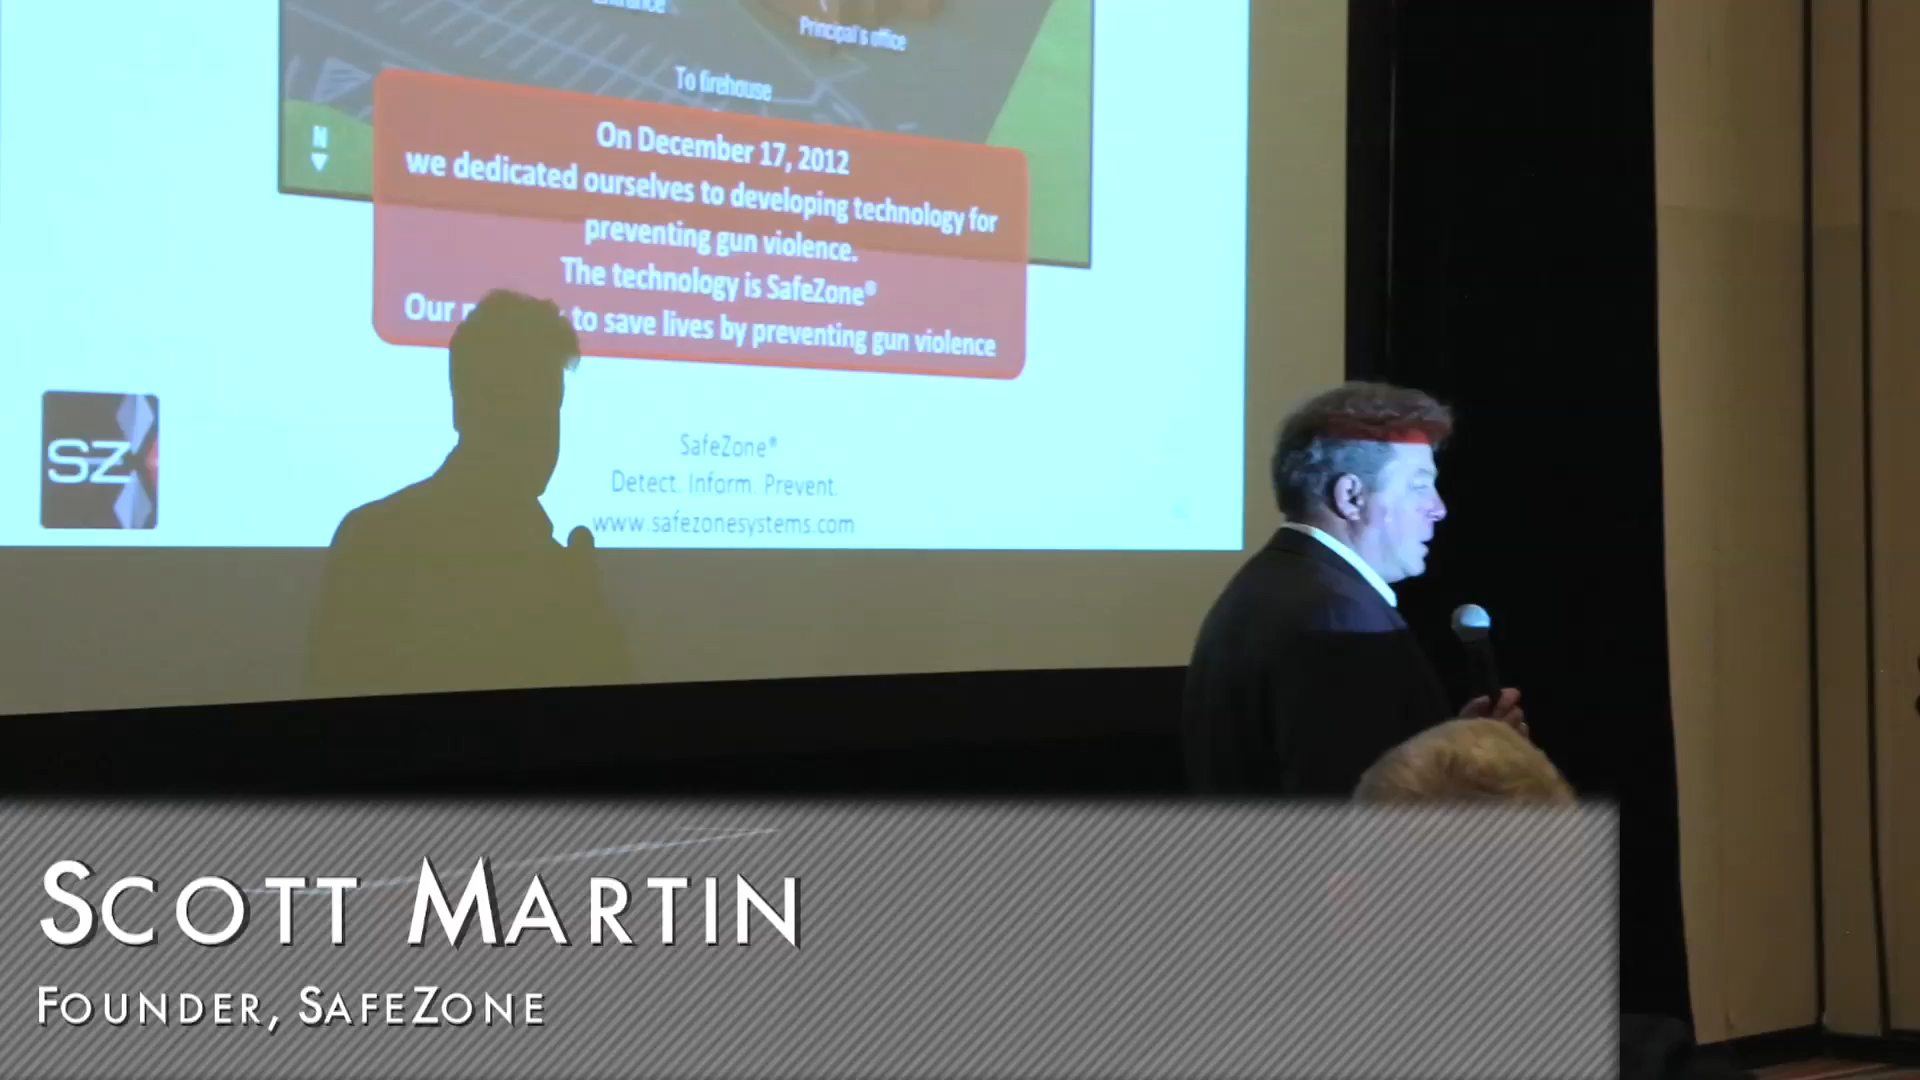 Entrance
Principal's office
To firehouse
N
On December 17, 2012
we dedicated ourselves to developing technology for
preventing gun violence.
The technology is SafeZone®
Our to save lives by preventing gun violence
SZ
SafeZone®
Detect. Inform. Prevent.
www.safezonesystems.com
SCOTT MARTIN
FOUNDER, SAFEZONE